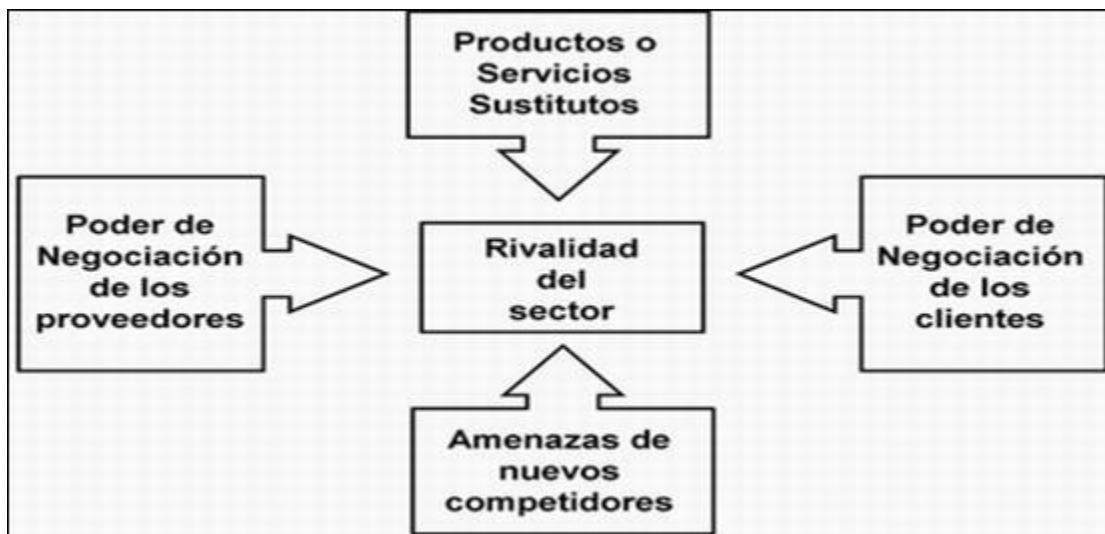 Productos o
Servicios
Sustitutos
Poder de
Negociación
de los
proveedores
Rivalidad
del
sector
Poder de
Negociación
de los
clientes
Amenazas de
nuevos
competidores